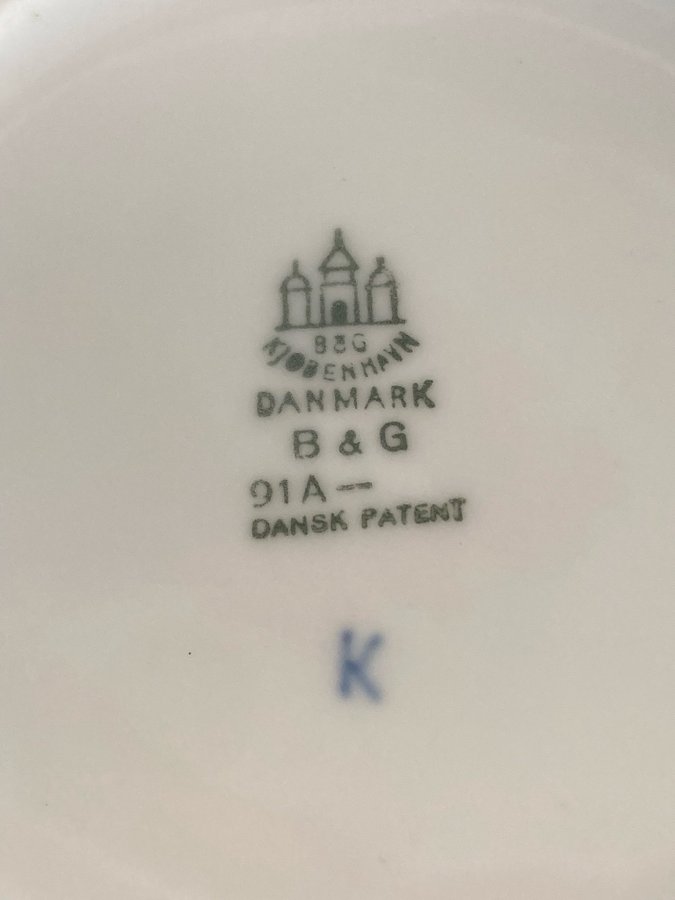 B&G
KJØBENHAVN
DANMARK
B & G
91A—
DANSK PATENT
K